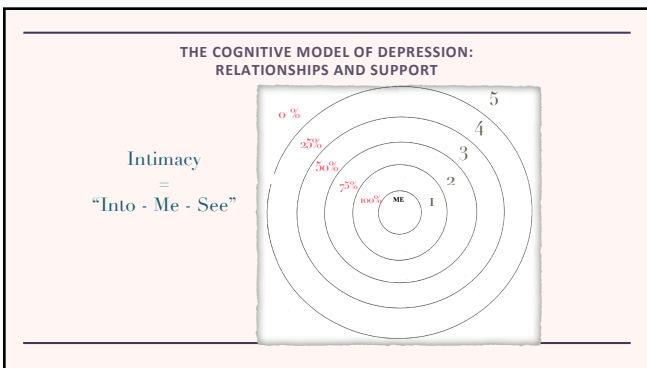 THE COGNITIVE MODEL OF DEPRESSION:
RELATIONSHIPS AND SUPPORT
Intimacy
=
“Into - Me - See”
0 %
25%
50%
75%
100%
ME
1
2
3
4
5